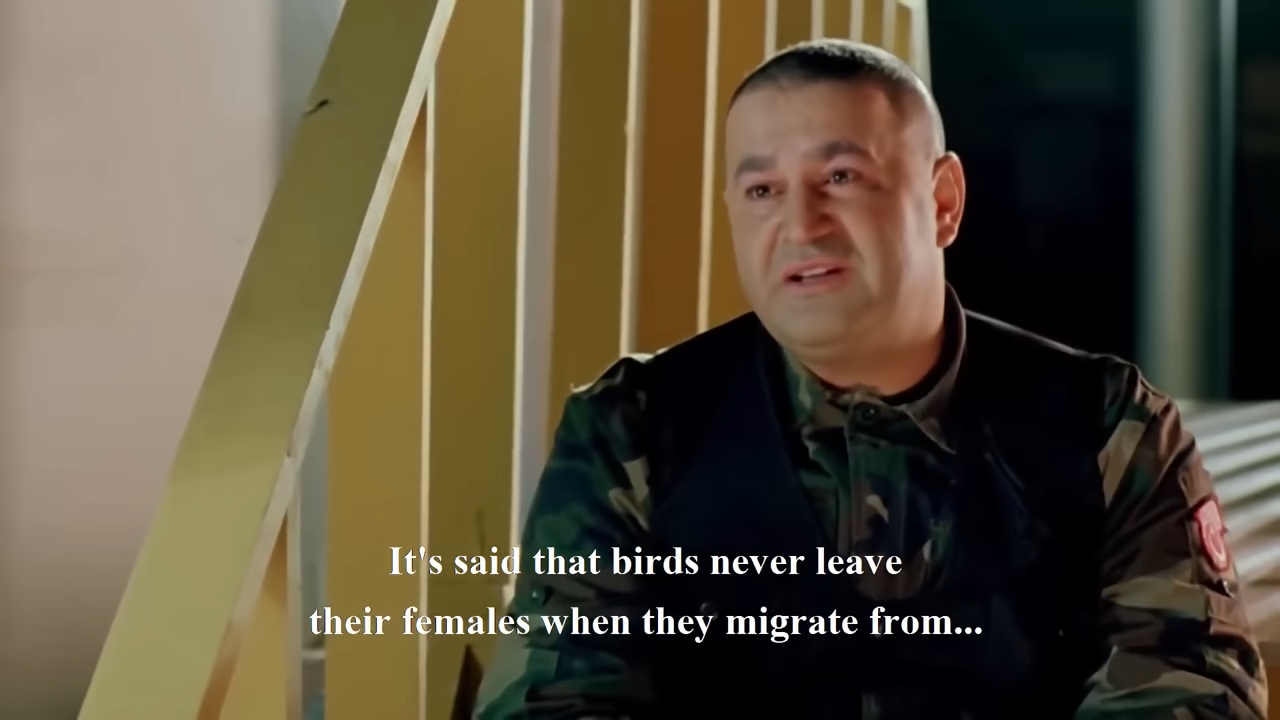 It's said that birds never leave
their females when they migrate from...